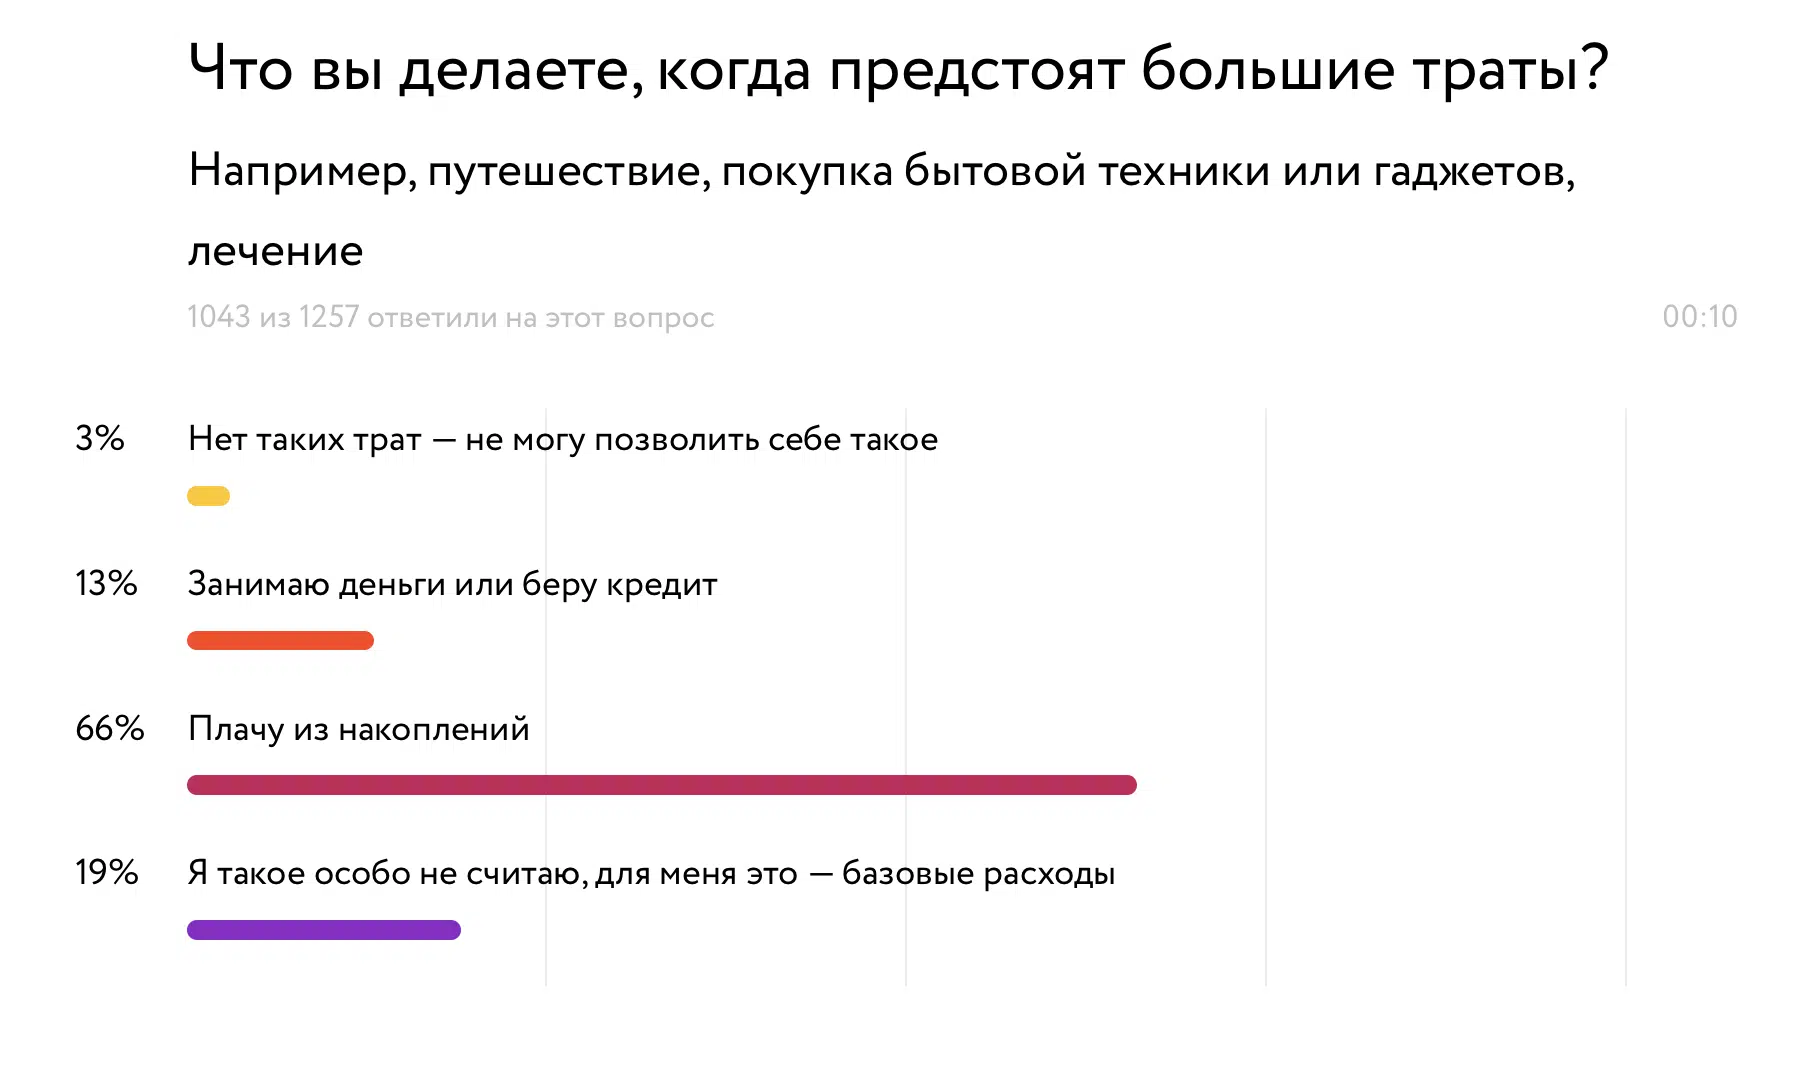 Что вы делаете, когда предстоят большие траты?
Например, путешествие, покупка бытовой техники или гаджетов,
лечение
1043 из 1257 ответили на этот вопрос
00:10
3% Нет таких трат — не могу позволить себе такое
13% Занимаю деньги или беру кредит
66% Плачу из накоплений
19% Я такое особо не считаю, для меня это — базовые расходы